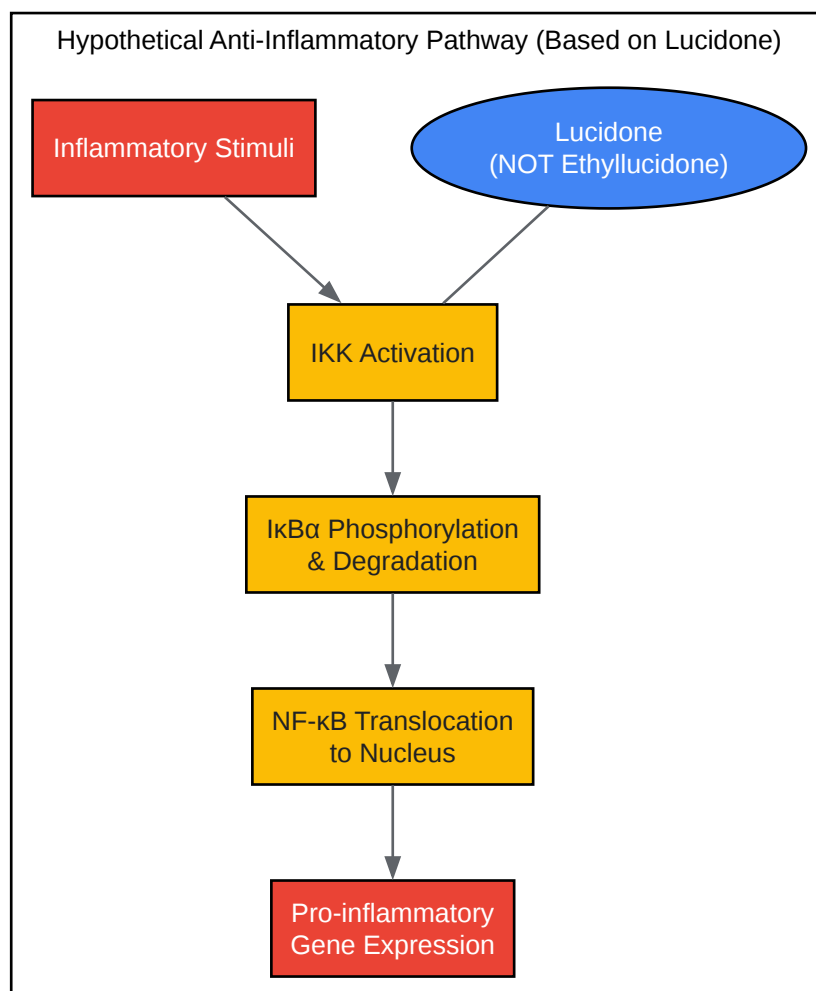 Hypothetical Anti-Inflammatory Pathway (Based on Lucidone)
Inflammatory Stimuli
Lucidone
(NOT Ethyllucidone)
IKK Activation
IκBα Phosphorylation
& Degradation
NF-κB Translocation
to Nucleus
Pro-inflammatory
Gene Expression